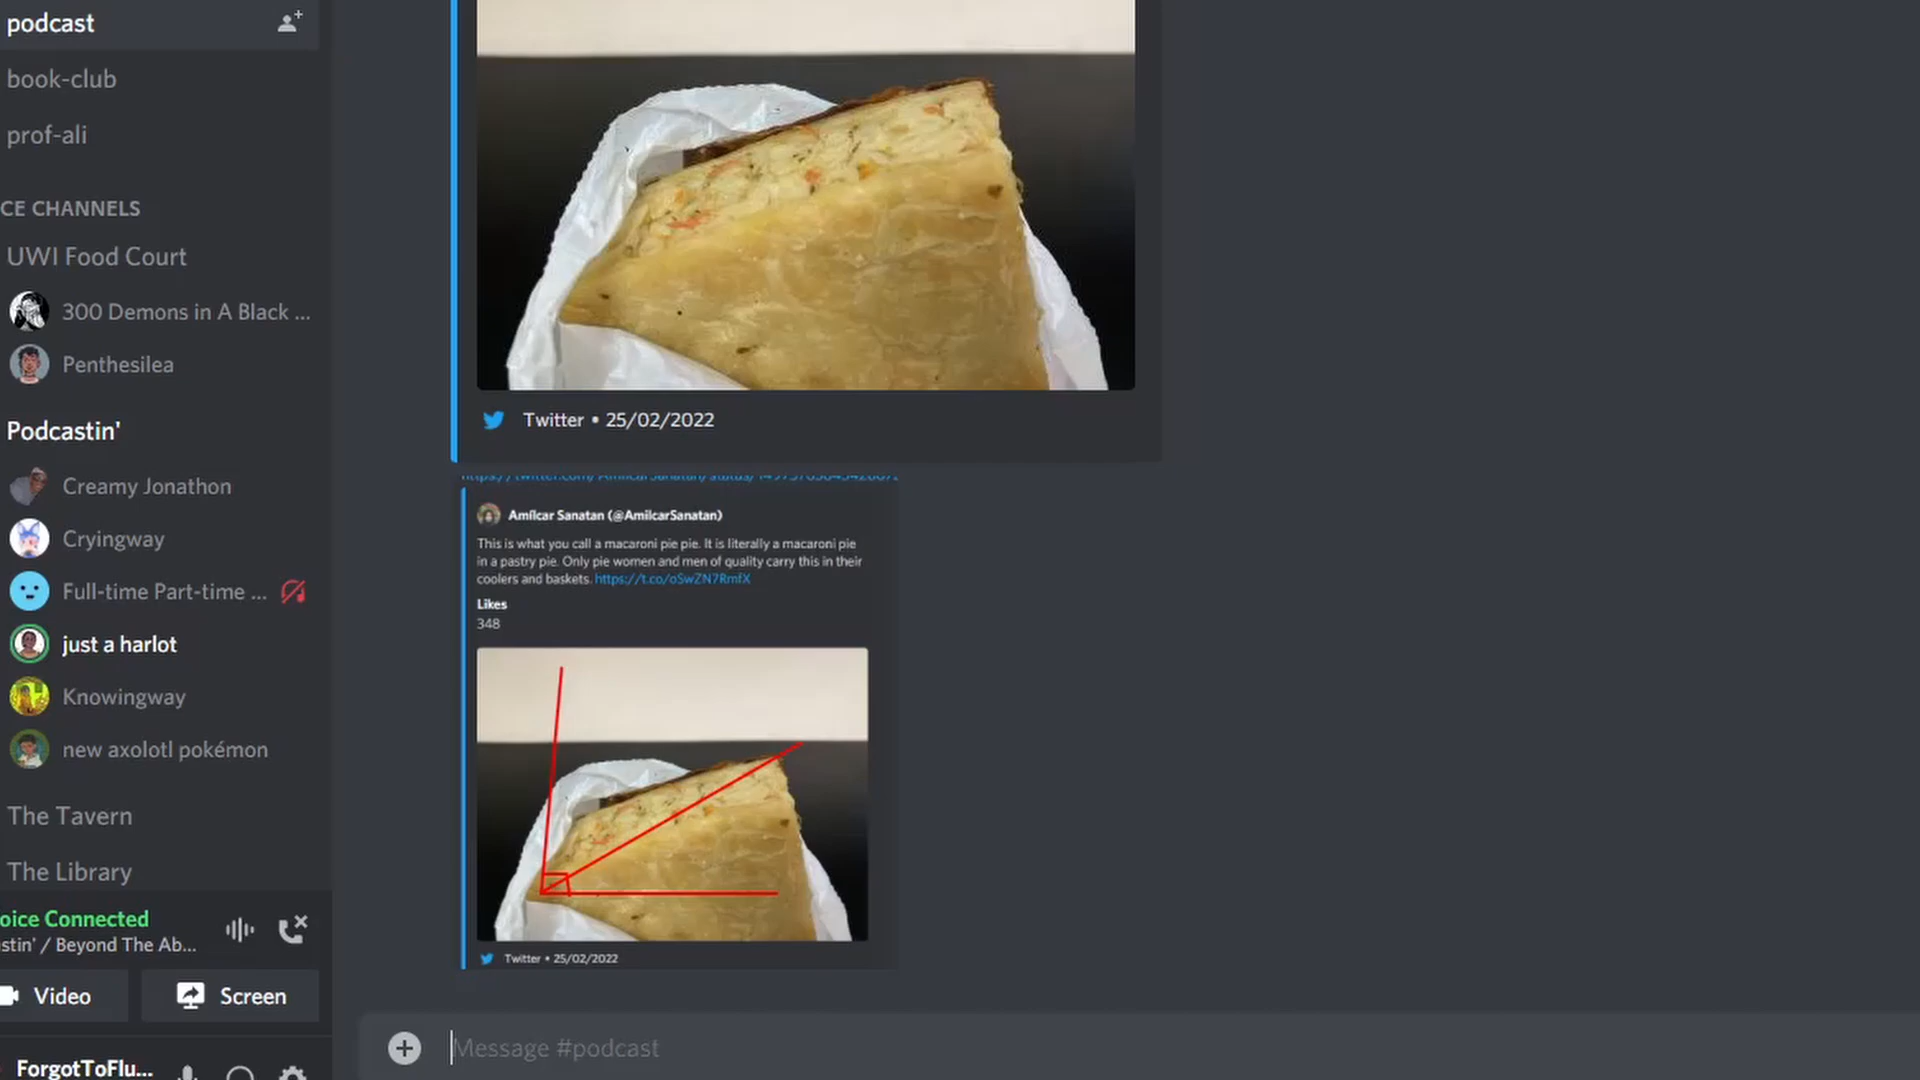 podcast
book-club
prof-ali
CE CHANNELS
UWI Food Court
300 Demons in A Black ...
Penthesilea
Podcastin'
Creamy Jonathon
Cryingway
Full-time Part-time ...
just a harlot
Knowingway
new axolotl pokémon
The Tavern
The Library
oice Connected
stin' / Beyond The Ab...
Video
Screen
ForgotToFlu...
Twitter • 25/02/2022
Amílcar Sanatan (@AmilcarSanatan)
This is what you call a macaroni pie pie. It is literally a macaroni pie
in a pastry pie. Only pie women and men of quality carry this in their
coolers and baskets. https://t.co/oSwZN7RmfX
Likes
348
Twitter • 25/02/2022
Message #podcast